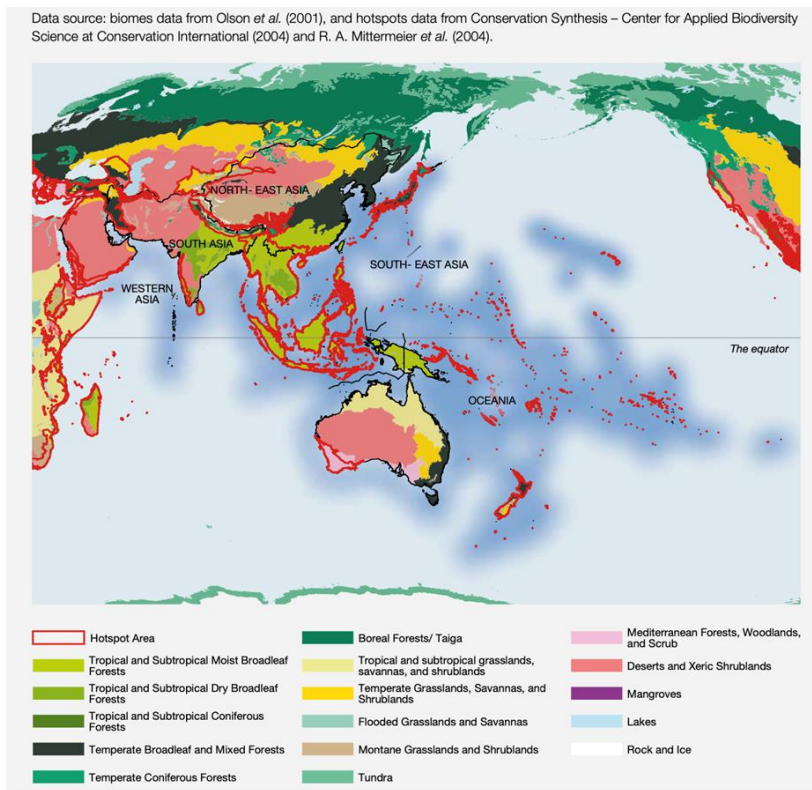 Data source: biomes data from Olson et al. (2001), and hotspots data from Conservation Synthesis – Center for Applied Biodiversity
Science at Conservation International (2004) and R. A. Mittermeier et al. (2004).
NORTH- EAST ASIA
SOUTH ASIA
SOUTH- EAST ASIA
WESTERN
ASIA
The equator
OCEANIA
Hotspot Area
Tropical and Subtropical Moist Broadleaf
Forests
Tropical and Subtropical Dry Broadleaf
Forests
Tropical and Subtropical Coniferous
Forests
Temperate Broadleaf and Mixed Forests
Temperate Coniferous Forests
Boreal Forests/ Taiga
Tropical and subtropical grasslands,
savannas, and shrublands
Temperate Grasslands, Savannas, and
Shrublands
Flooded Grasslands and Savannas
Montane Grasslands and Shrublands
Tundra
Mediterranean Forests, Woodlands,
and Scrub
Deserts and Xeric Shrublands
Mangroves
Lakes
Rock and Ice